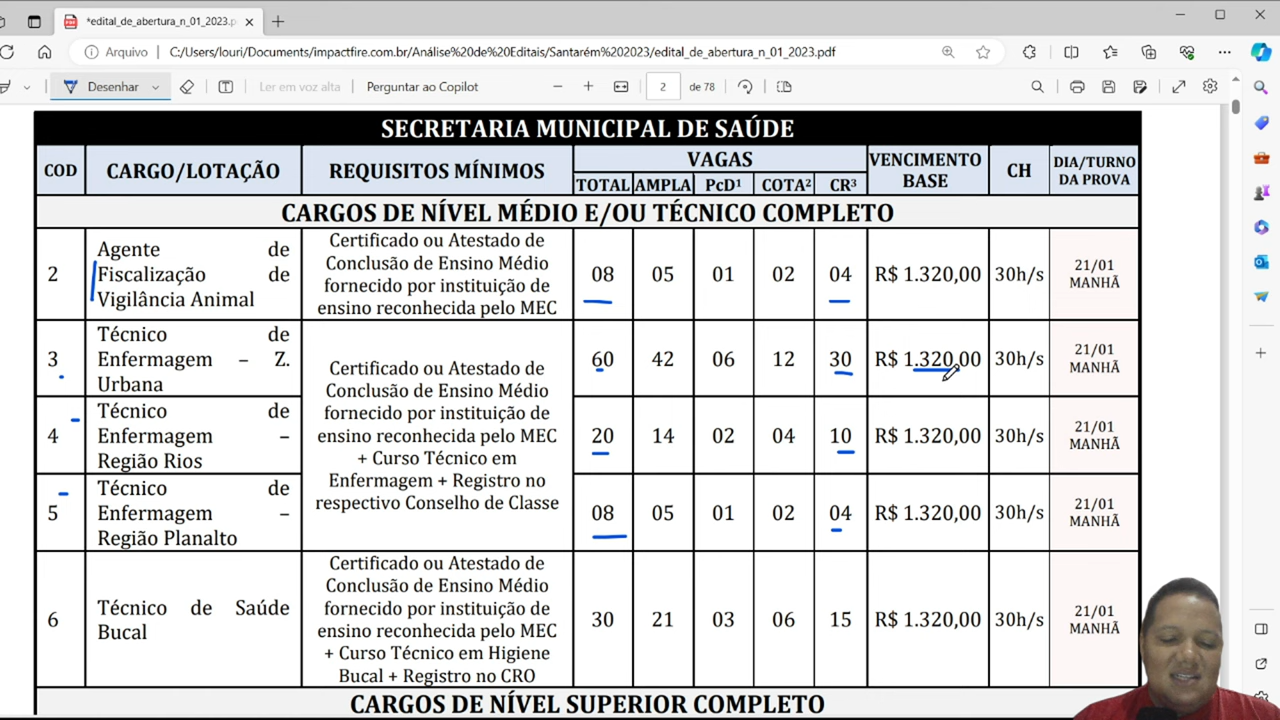 *edital_de_abertura_n_01_2023.p
Arquivo C:/Users/louri/Documents/impactfire.com.br/Análise%20de%20Editais/Santarém%202023/edital_de_abertura_n_01_2023.pdf
Desenhar Ler em voz alta Perguntar ao Copilot 2 de 78
SECRETARIA MUNICIPAL DE SAÚDE
COD CARGO/LOTAÇÃO REQUISITOS MÍNIMOS VAGAS VENCIMENTO BASE CH DIA/TURNO DA PROVA
TOTAL AMPLA PcD¹ COTA² CR³
CARGOS DE NÍVEL MÉDIO E/OU TÉCNICO COMPLETO
2
Agente de
Fiscalização de
Vigilância Animal
Certificado ou Atestado de
Conclusão de Ensino Médio
fornecido por instituição de
ensino reconhecida pelo MEC
08 05 01 02 04 R$ 1.320,00 30h/s
21/01
MANHÃ
3
Técnico de
Enfermagem – Z.
Urbana
Certificado ou Atestado de
Conclusão de Ensino Médio
fornecido por instituição de
ensino reconhecida pelo MEC
+ Curso Técnico em
Enfermagem + Registro no
respectivo Conselho de Classe
60 42 06 12 30 R$ 1.320,00 30h/s
21/01
MANHÃ
4
Técnico de
Enfermagem –
Região Rios
20 14 02 04 10 R$ 1.320,00 30h/s
21/01
MANHÃ
5
Técnico de
Enfermagem –
Região Planalto
08 05 01 02 04 R$ 1.320,00 30h/s
21/01
MANHÃ
6
Técnico de Saúde
Bucal
Certificado ou Atestado de
Conclusão de Ensino Médio
fornecido por instituição de
ensino reconhecida pelo MEC
+ Curso Técnico em Higiene
Bucal + Registro no CRO
30 21 03 06 15 R$ 1.320,00 30h/s
21/01
MANHÃ
CARGOS DE NÍVEL SUPERIOR COMPLETO